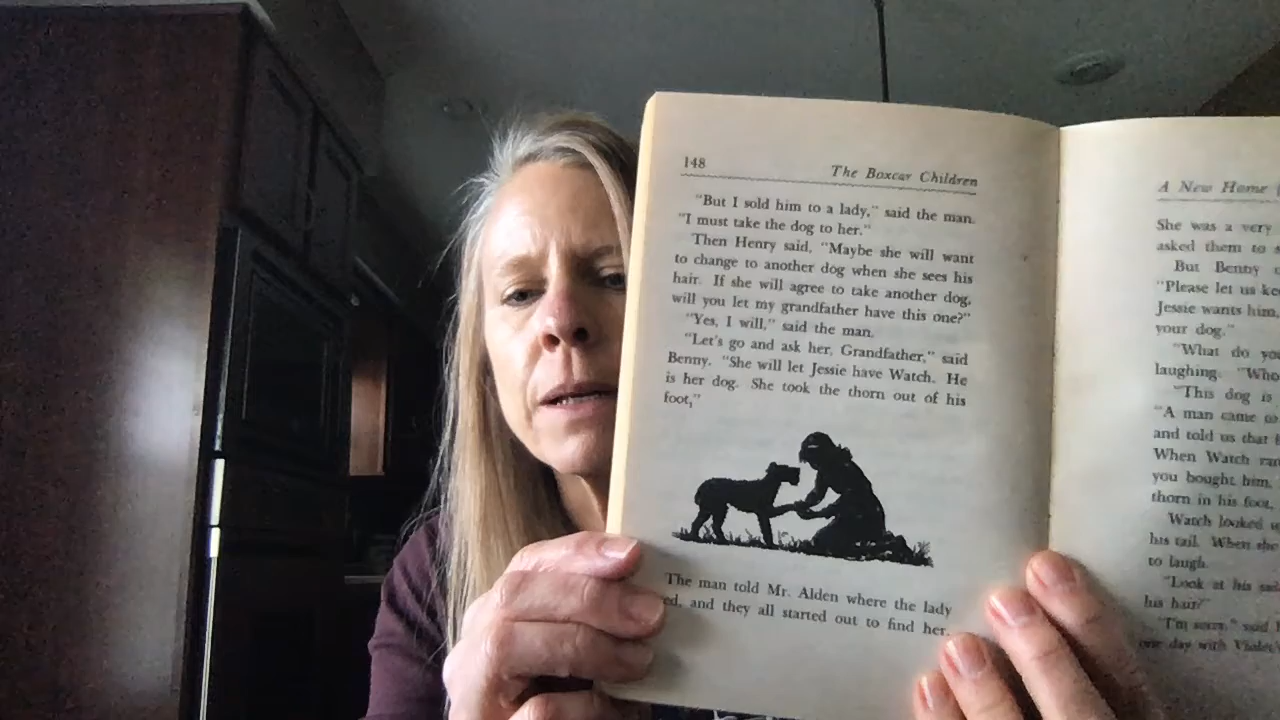 148
The Boxcar Children
"But I sold him to a lady," said the man.
"I must take the dog to her."
Then Henry said, "Maybe she will want
to change to another dog when she sees his
hair. If she will agree to take another dog,
will you let my grandfather have this one?"
"Yes, I will," said the man.
"Let's go and ask her, Grandfather," said
Benny. "She will let Jessie have Watch. He
is her dog. She took the thorn out of his
foot,"
The man told Mr. Alden where the lady
ed, and they all started out to find her.
A New Home
She was a very
asked them to
But Benny
"Please let us ke
Jessie wants him,
your dog."
"What do yo
laughing. "Who
"This dog is
"A man came
and told us that
When Watch ran
you bought him,
thorn in his foot,
Watch looked u
his tail. When she
to laugh.
"Look at his
his hair?"
"I'm sorry," said
one day with Violet's